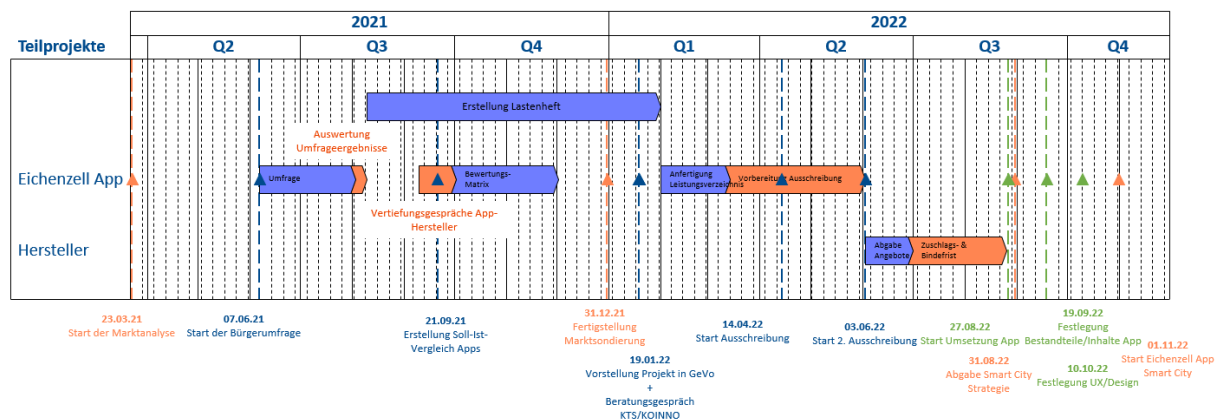 2021
2022
Teilprojekte
Q2
Q3
Q4
Q1
Q2
Q3
Q4
Erstellung Lastenheft
Auswertung
Umfrageergebnisse
Eichenzell App
Umfrage
Bewertungs-
Matrix
Anfertigung
Leistungsverzeichnis
Vorbereitung Ausschreibung
Vertiefungsgespräche App-
Hersteller
Hersteller
Abgabe
Angebote
Zuschlags- &
Bindefrist
23.03.21
Start der Marktanalyse
07.06.21
Start der Bürgerumfrage
21.09.21
Erstellung Soll-Ist-
Vergleich Apps
31.12.21
Fertigstellung
Marktsondierung
19.01.22
Vorstellung Projekt in GeVo
+
Beratungsgespräch
KTS/KOINNO
14.04.22
Start Ausschreibung
03.06.22
Start 2. Ausschreibung
27.08.22
Start Umsetzung App
31.08.22
Abgabe Smart City
Strategie
19.09.22
Festlegung
Bestandteile/Inhalte App
10.10.22
Festlegung UX/Design
01.11.22
Start Eichenzell App
Smart City